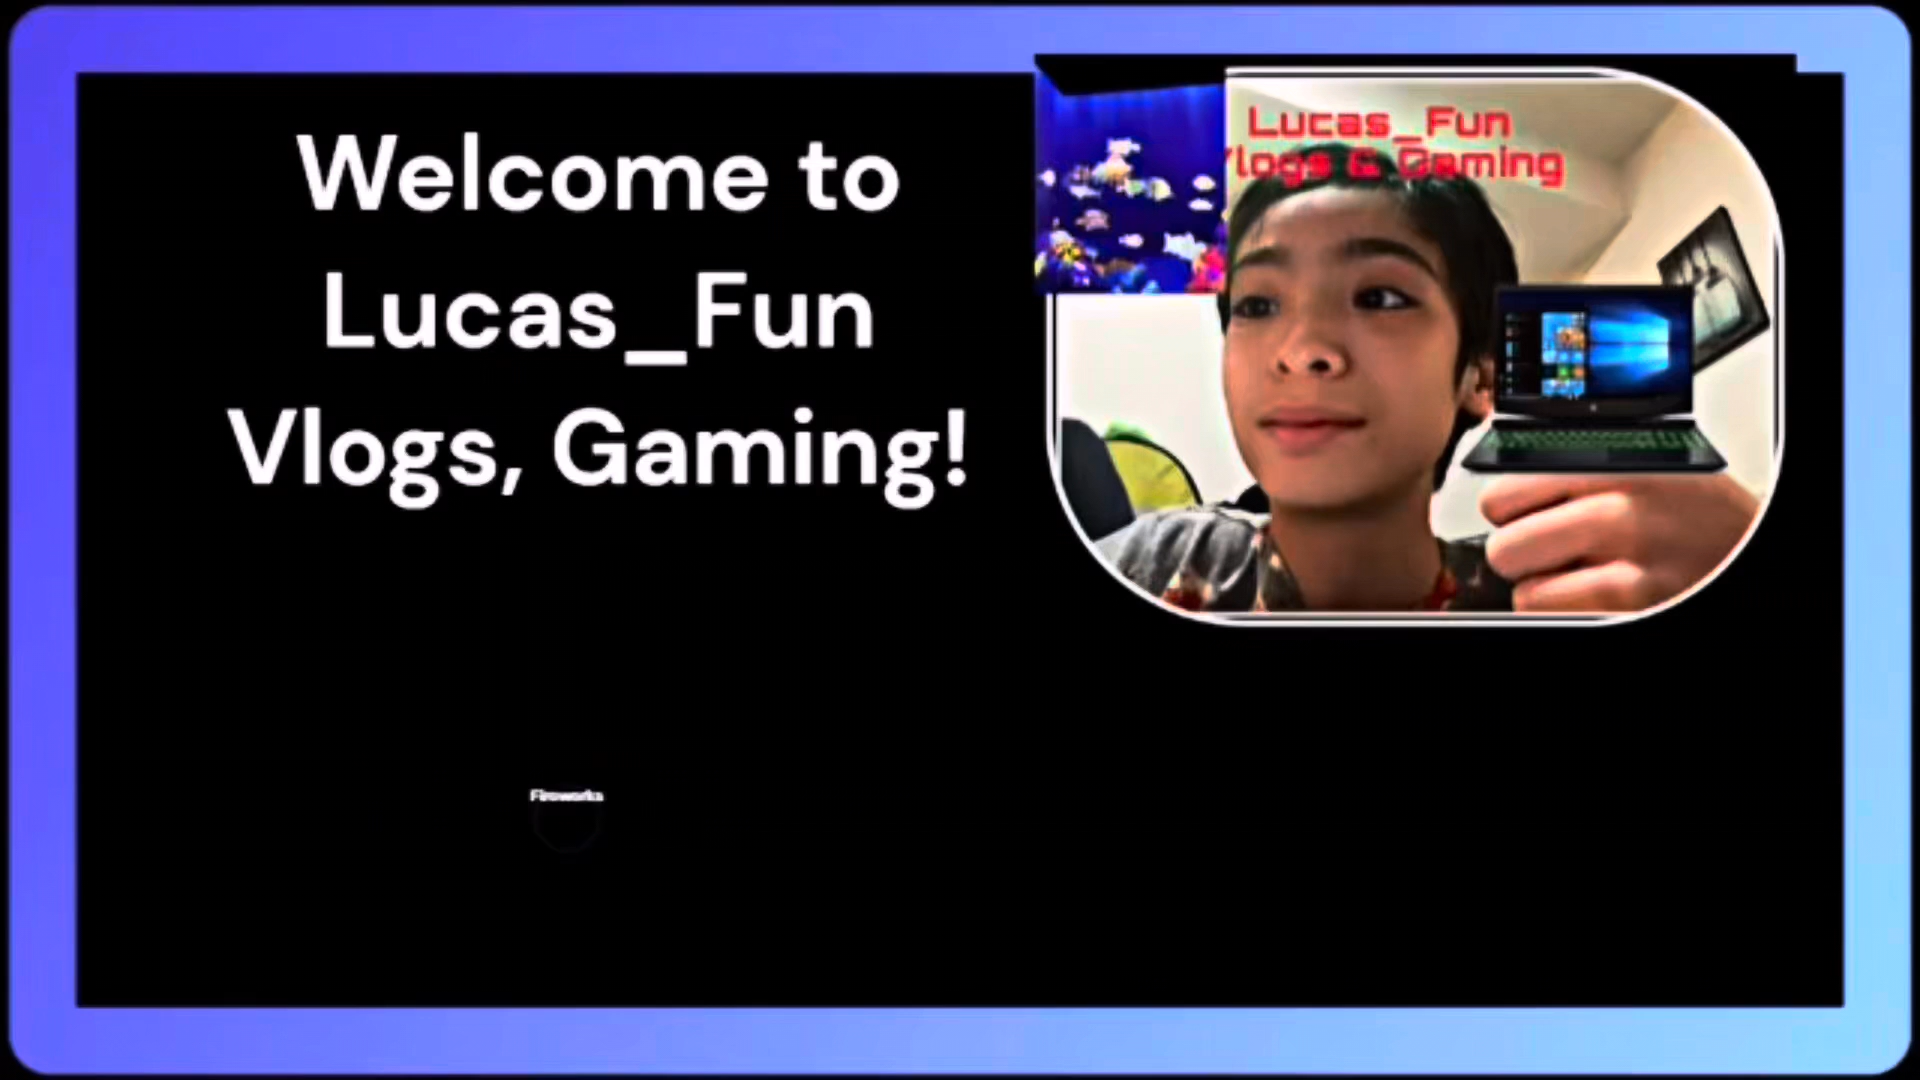 Welcome to
Lucas_Fun
Vlogs, Gaming!
Lucas_Fun
Vlogs & Gaming
Fireworks